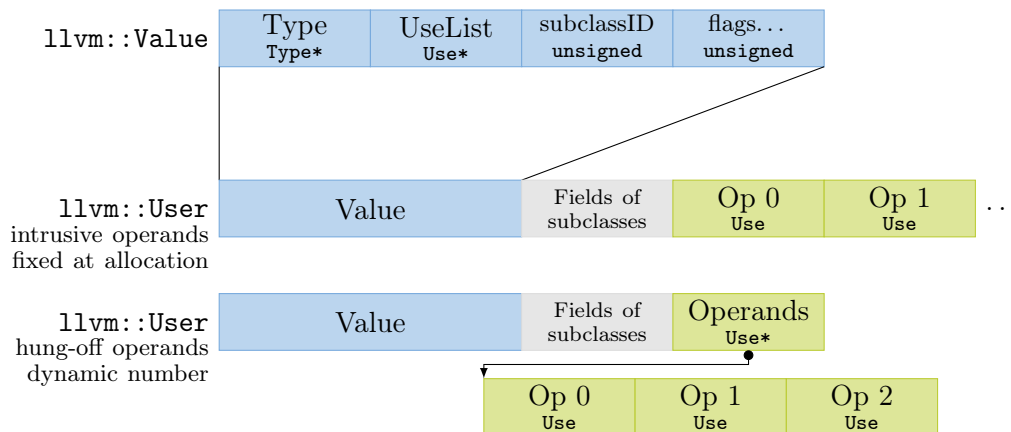 llvm::Value
Type UseList subclassID flags...
Type* Use* unsigned unsigned
llvm::User
intrusive operands
fixed at allocation
Value
Fields of
subclasses
Op 0 Op 1 ..
Use Use
llvm::User
hung-off operands
dynamic number
Value
Fields of
subclasses
Operands
Use*
Op 0 Op 1 Op 2
Use Use Use